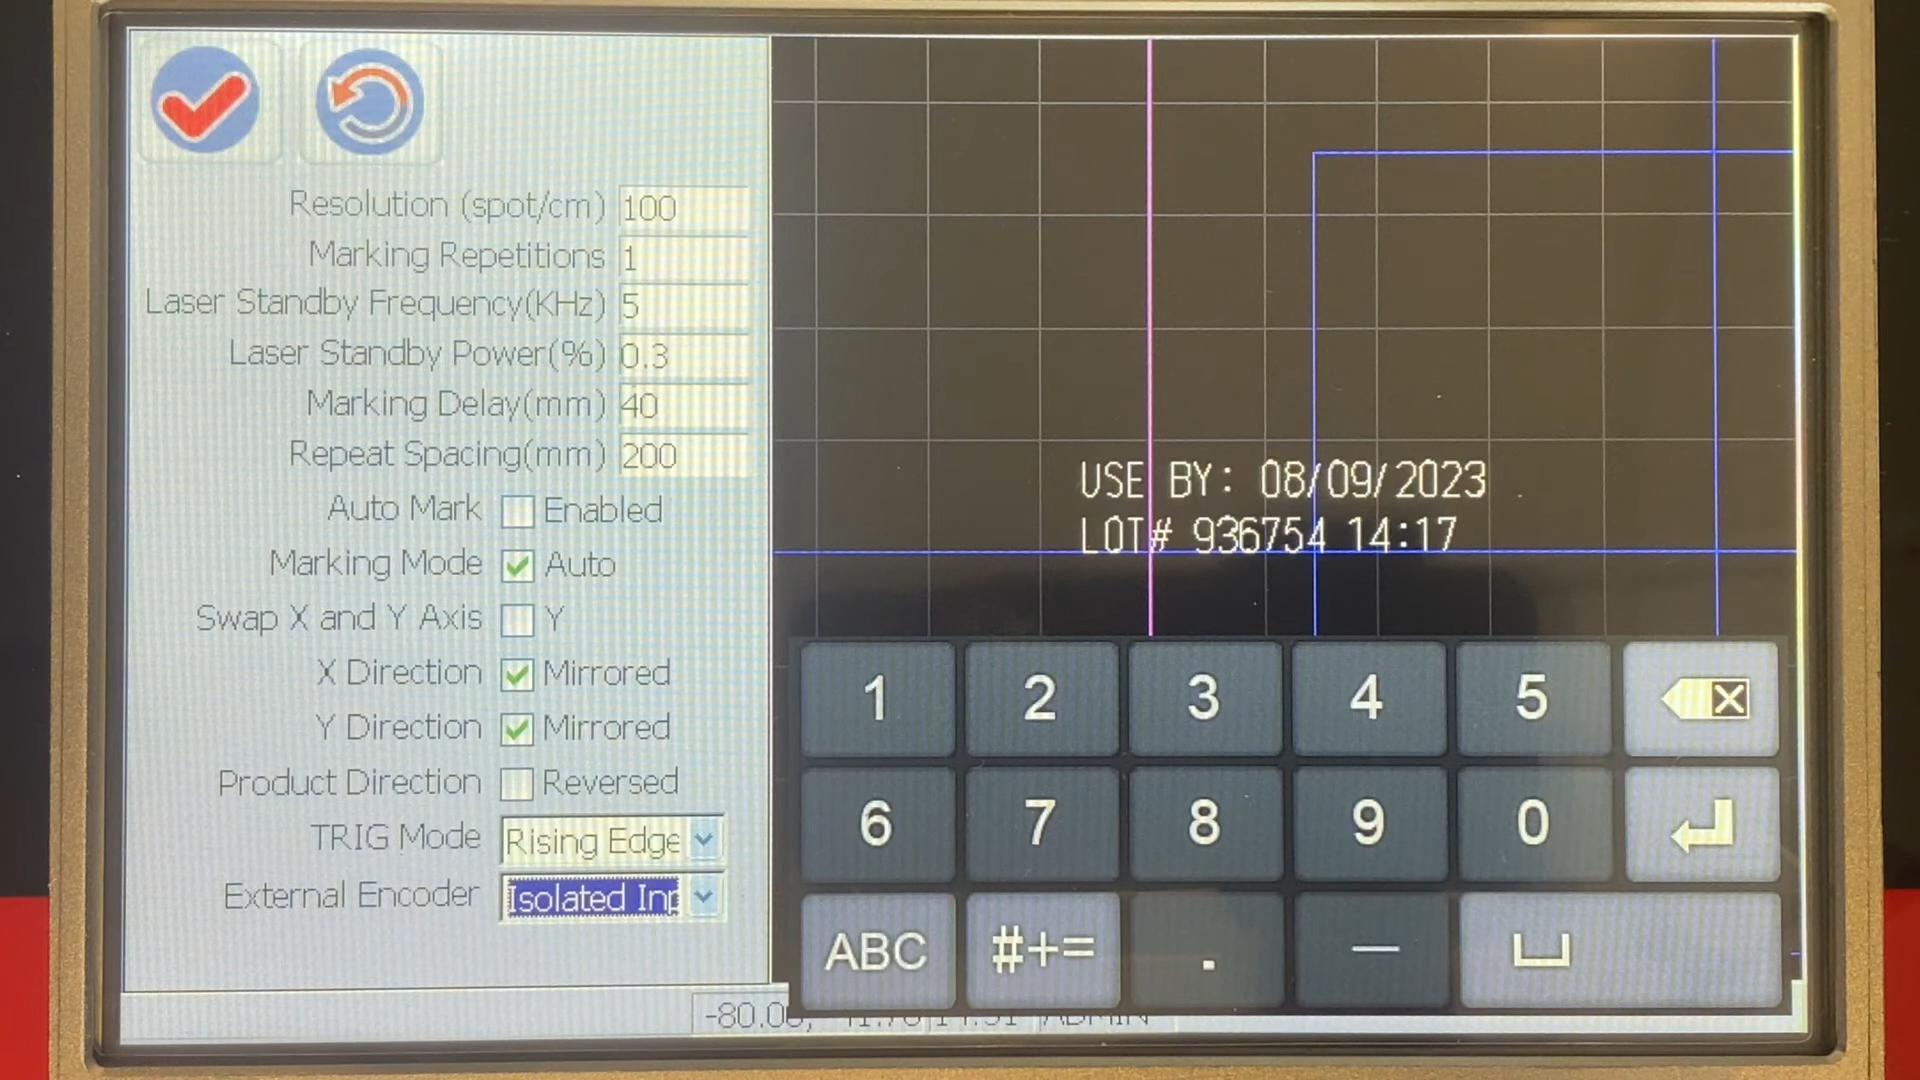 Resolution (spot/cm) 100
Marking Repetitions 1
Laser Standby Frequency(KHz) 5
Laser Standby Power(%) 0.3
Marking Delay(mm) 40
Repeat Spacing(mm) 200
Auto Mark Enabled
Marking Mode Auto
Swap X and Y Axis Y
X Direction Mirrored
Y Direction Mirrored
Product Direction Reversed
TRIG Mode Rising Edge
External Encoder Isolated Inp
USE BY: 08/09/2023
LOT# 936754 14:17
1 2 3 4 5
6 7 8 9 0
ABC #+= . —
ADMIN